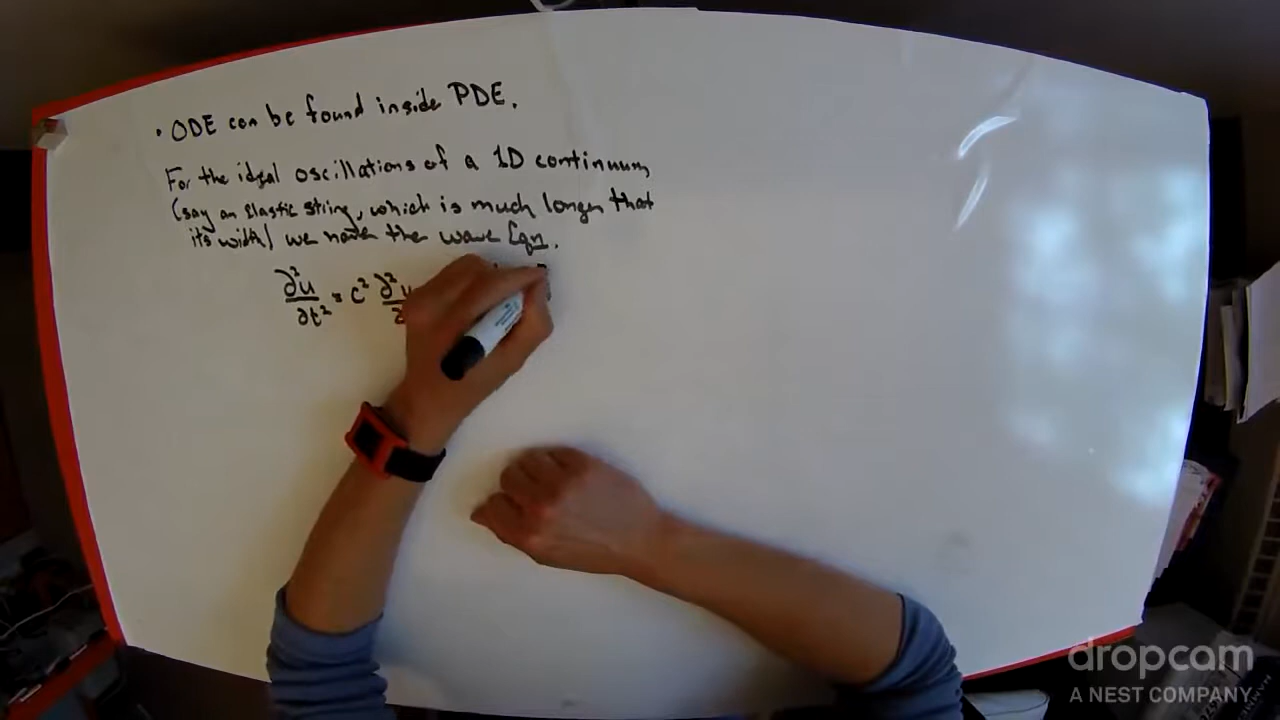 • ODE can be found inside PDE.
For the ideal oscillations of a 1D continuum,
(say an elastic string, which is much longer that
its width) we have the wave Eqn.
∂²u/∂t² = c² ∂²u
dropcam
A NEST COMPANY